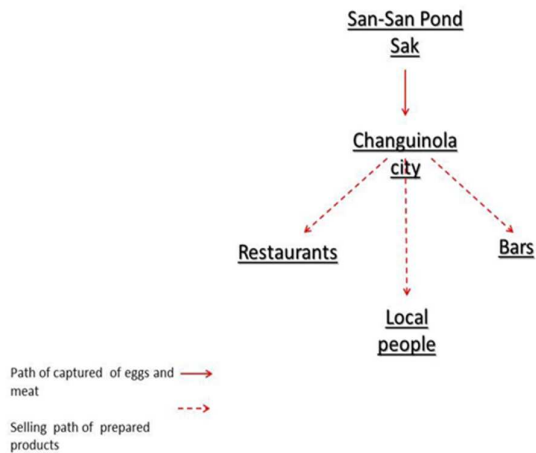 San-San Pond
Sak
Changuinola
city
Restaurants
Bars
Local
people
Path of captured of eggs and
meat
Selling path of prepared
products